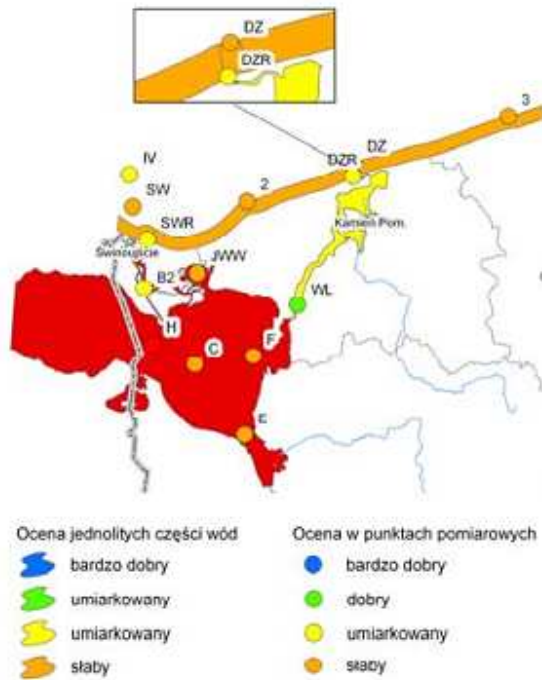 DZ
DZR
3
DZ
DZR
IV
SW
2
SWR
Kamień Pom.
Świnoujście
JWW
B2
WL
H
C
F
E
Ocena jednolitych części wód
bardzo dobry
umiarkowany
umiarkowany
słaby
Ocena w punktach pomiarowych
bardzo dobry
dobry
umiarkowany
słaby